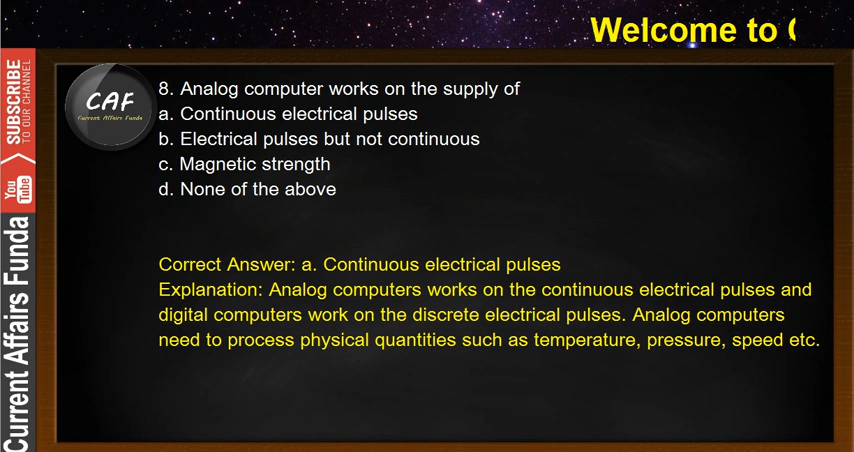 Welcome to
SUBSCRIBE
TO OUR CHANNEL
You
Tube
Current Affairs Funda
CAF
Current Affairs Funda
8. Analog computer works on the supply of
a. Continuous electrical pulses
b. Electrical pulses but not continuous
c. Magnetic strength
d. None of the above
Correct Answer: a. Continuous electrical pulses
Explanation: Analog computers works on the continuous electrical pulses and
digital computers work on the discrete electrical pulses. Analog computers
need to process physical quantities such as temperature, pressure, speed etc.